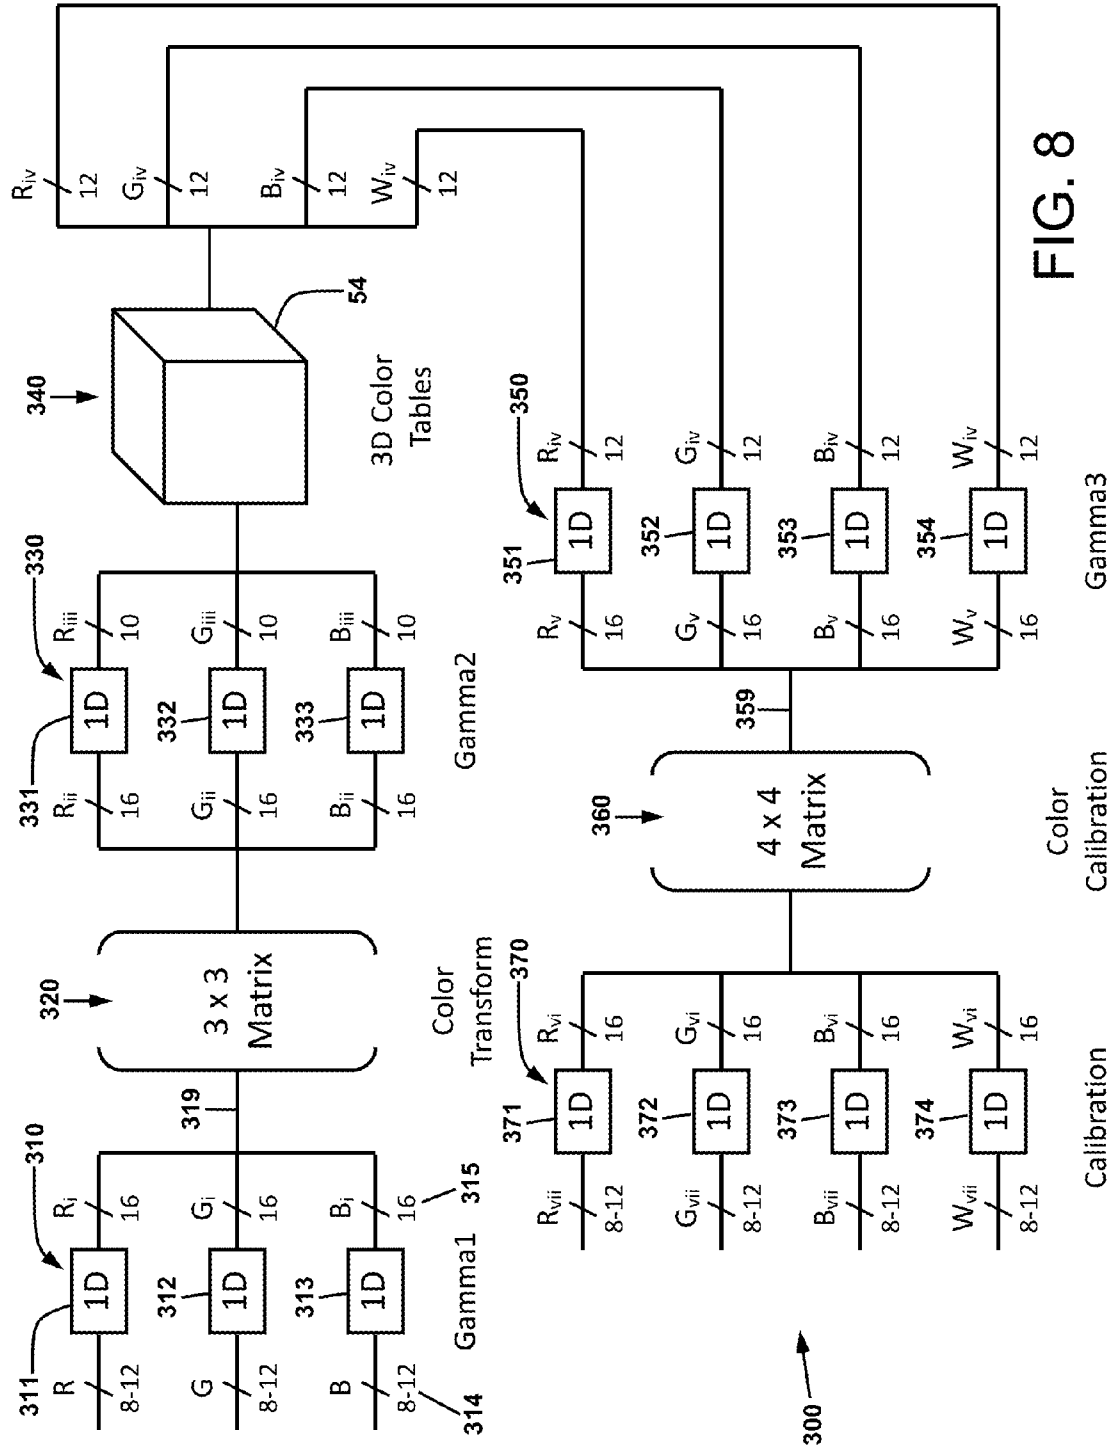 310
311
R
8-12
1D
Ri
16
312
G
8-12
1D
Gi
16
313
B
8-12
1D
Bi
16
314
315
Gamma1
319
320
3 x 3
Matrix
Color
Transform
330
331
Rii
16
1D
Riii
10
332
Gii
16
1D
Giii
10
333
Bii
16
1D
Biii
10
Gamma2
340
54
3D Color
Tables
Riv
12
Giv
12
Biv
12
Wiv
12
350
351
Rv
16
1D
Riv
12
352
Gv
16
1D
Giv
12
353
Bv
16
1D
Biv
12
354
Wv
16
1D
Wiv
12
Gamma3
359
360
4 x 4
Matrix
Color
Calibration
370
371
Rvii
8-12
1D
Rvi
16
372
Gvii
8-12
1D
Gvi
16
373
Bvii
8-12
1D
Bvi
16
374
Wvii
8-12
1D
Wvi
16
Calibration
300
FIG. 8